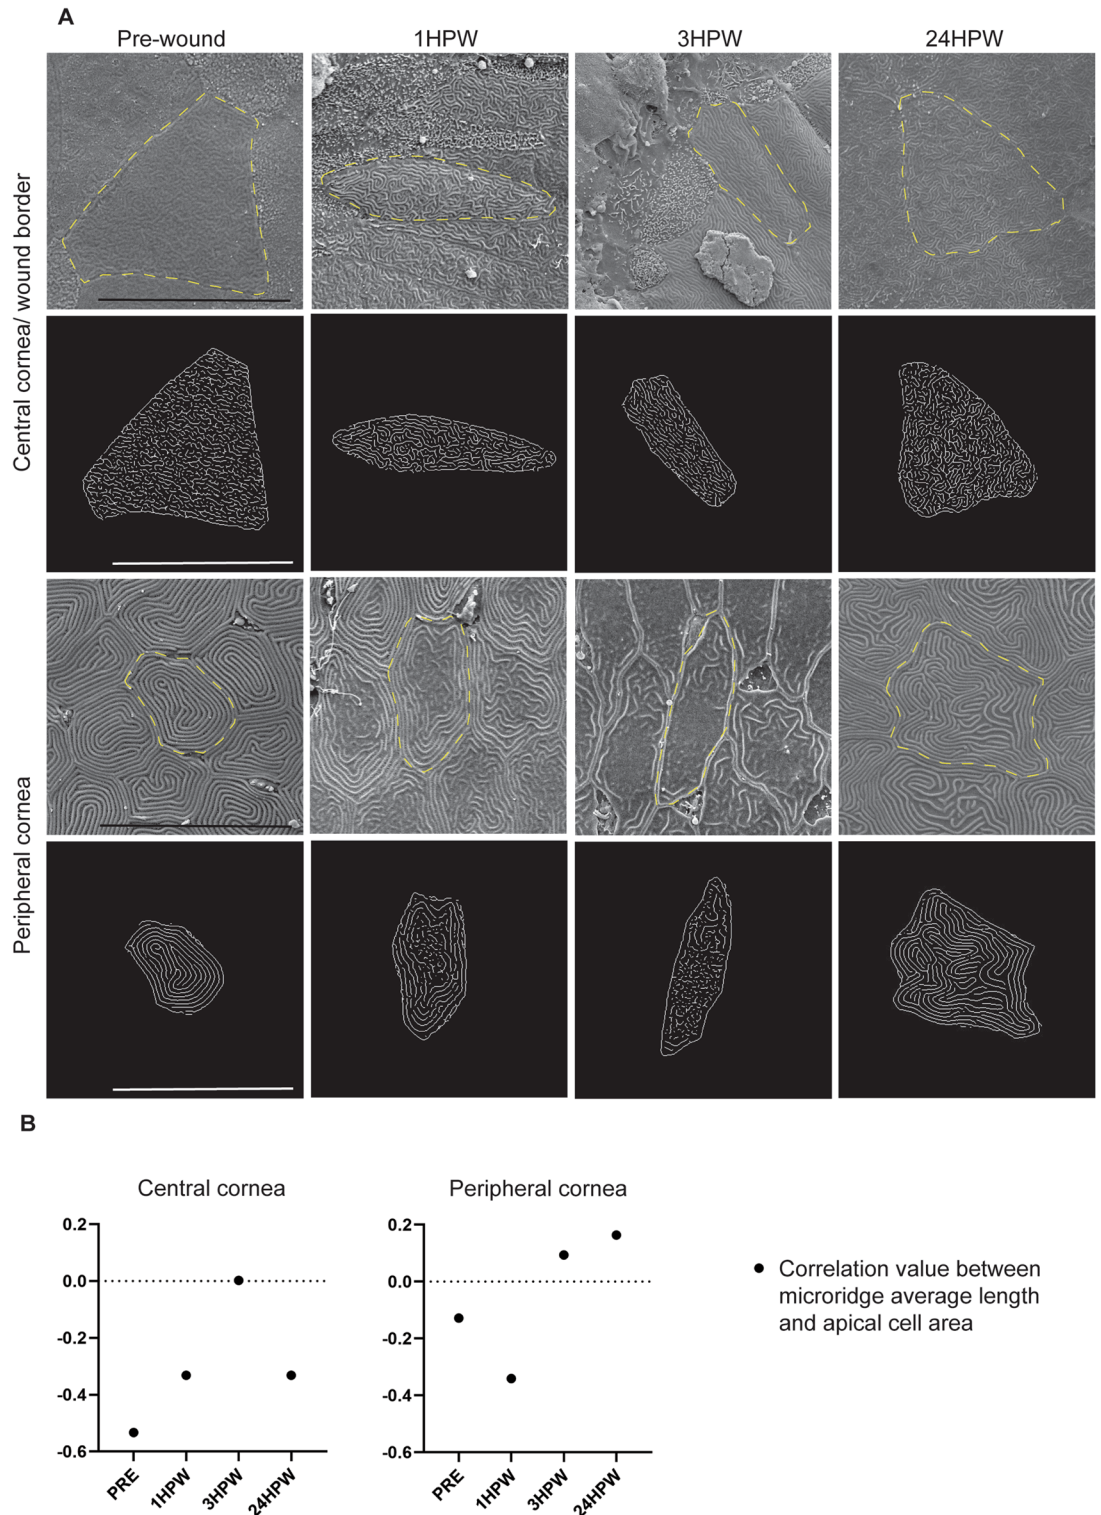 A
Pre-wound
1HPW
3HPW
24HPW
Central cornea/ wound border
Peripheral cornea
B
Central cornea
0.2
0.0
-0.2
-0.4
-0.6
PRE
1HPW
3HPW
24HPW
Peripheral cornea
0.2
0.0
-0.2
-0.4
-0.6
PRE
1HPW
3HPW
24HPW
Correlation value between
microridge average length
and apical cell area